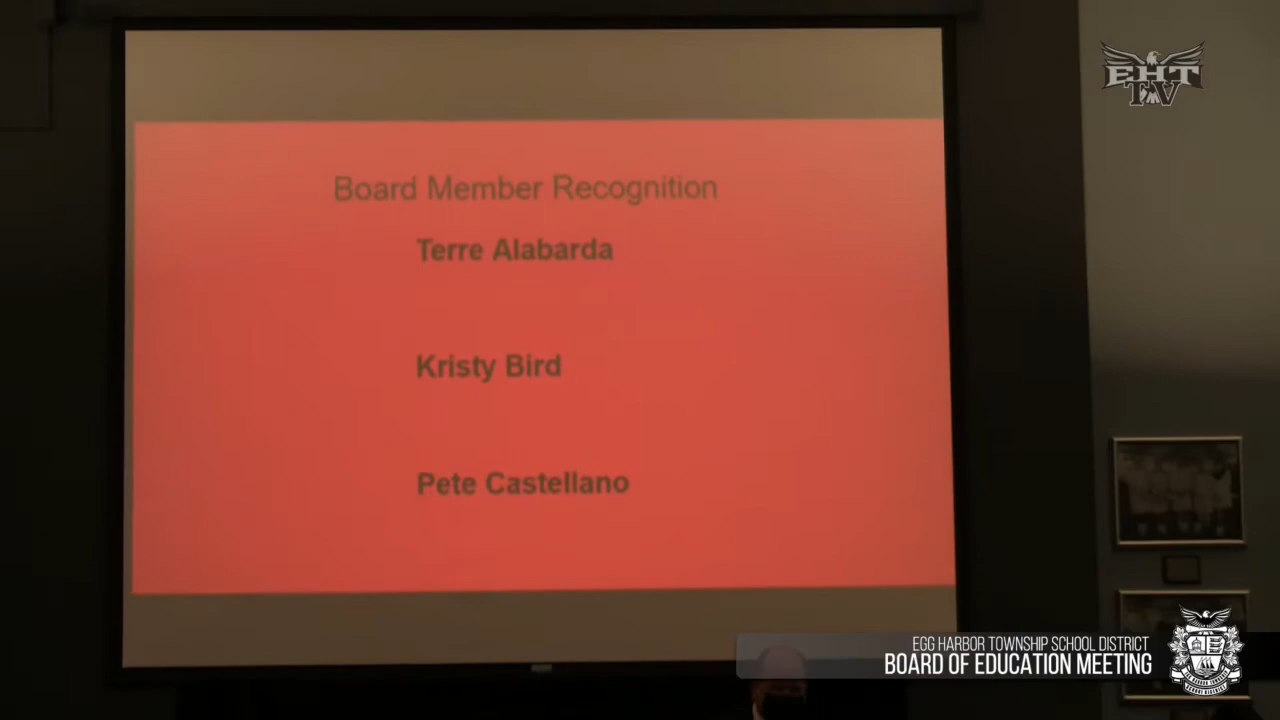 EHT
TV
Board Member Recognition
Terre Alabarda
Kristy Bird
Pete Castellano
EGG HARBOR TOWNSHIP SCHOOL DISTRICT
BOARD OF EDUCATION MEETING